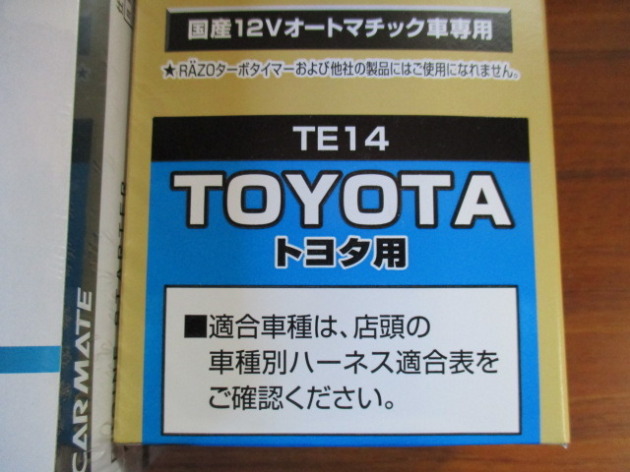 国産12Vオートマチック車専用
★RÄZOターボタイマーおよび他社の製品にはご使用になれません。
TE14
TOYOTA
トヨタ用
■適合車種は、店頭の
車種別ハーネス適合表を
ご確認ください。
CARMATE